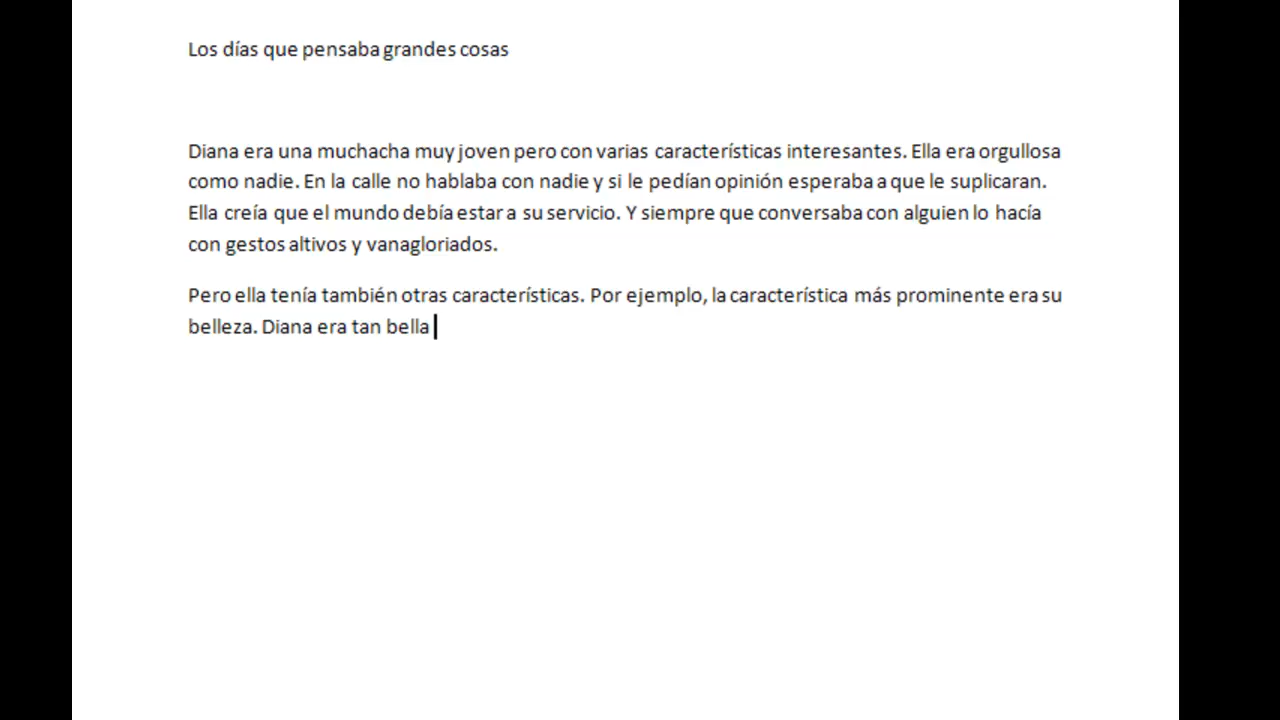 Los días que pensaba grandes cosas
Diana era una muchacha muy joven pero con varias características interesantes. Ella era orgullosa
como nadie. En la calle no hablaba con nadie y si le pedían opinión esperaba a que le suplicaran.
Ella creía que el mundo debía estar a su servicio. Y siempre que conversaba con alguien lo hacía
con gestos altivos y vanagloriados.
Pero ella tenía también otras características. Por ejemplo, la característica más prominente era su
belleza. Diana era tan bella